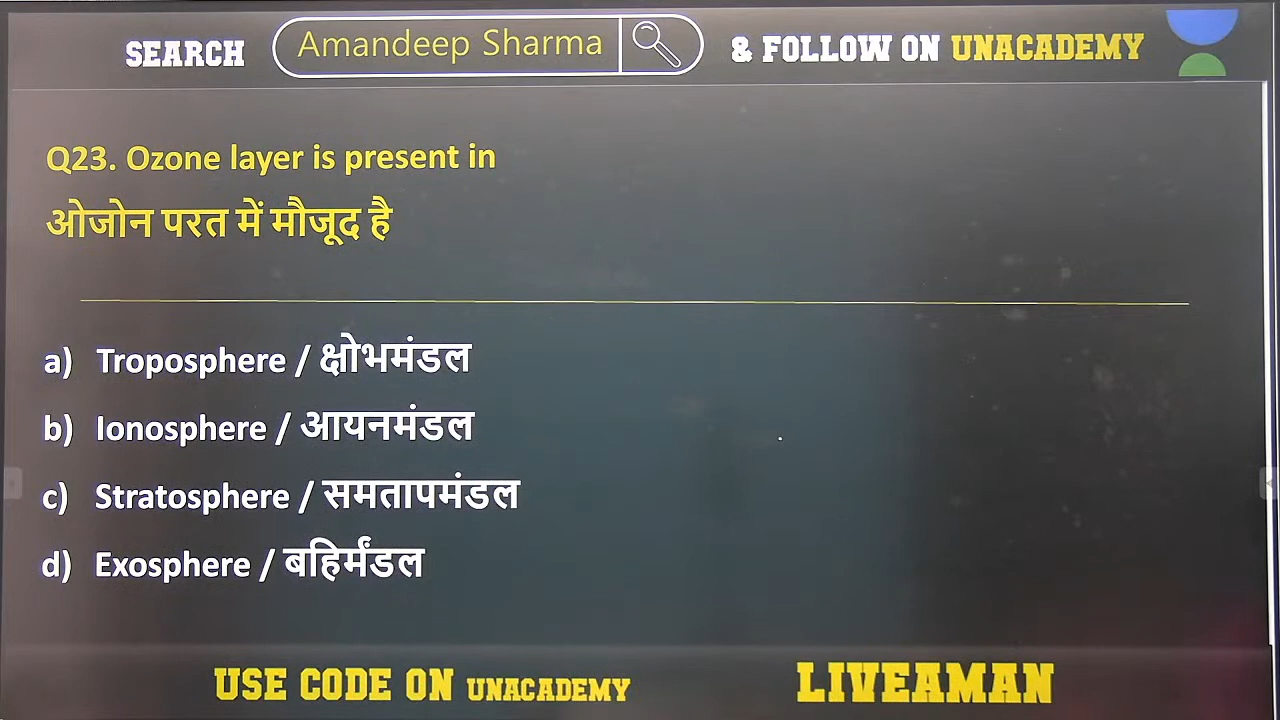 SEARCH Amandeep Sharma & FOLLOW ON UNACADEMY
Q23. Ozone layer is present in
ओजोन परत में मौजूद है
a) Troposphere / क्षोभमंडल
b) Ionosphere / आयनमंडल
c) Stratosphere / समतापमंडल
d) Exosphere / बहिर्मंडल
USE CODE ON UNACADEMY LIVEAMAN